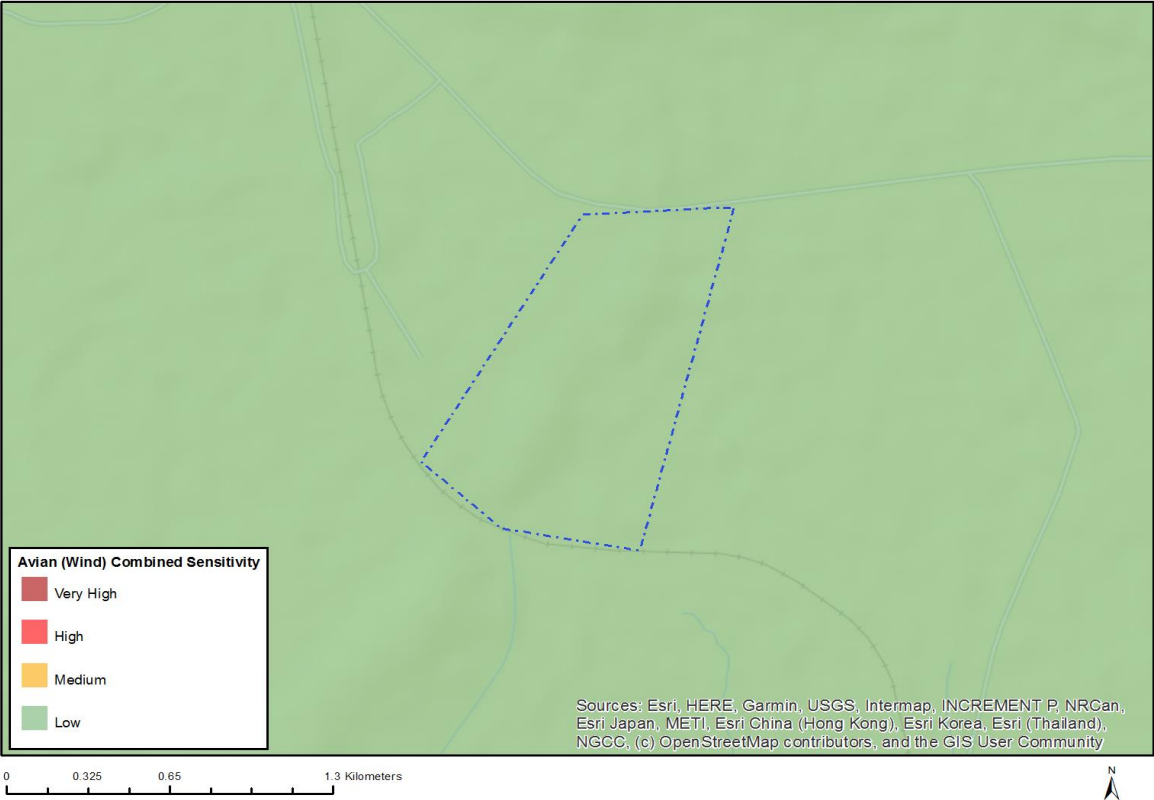 Avian (Wind) Combined Sensitivity
Very High
High
Medium
Low
Sources: Esri, HERE, Garmin, USGS, Intermap, INCREMENT P, NRCan,
Esri Japan, METI, Esri China (Hong Kong), Esri Korea, Esri (Thailand),
NGCC, (c) OpenStreetMap contributors, and the GIS User Community
0 0.325 0.65 1.3 Kilometers
N